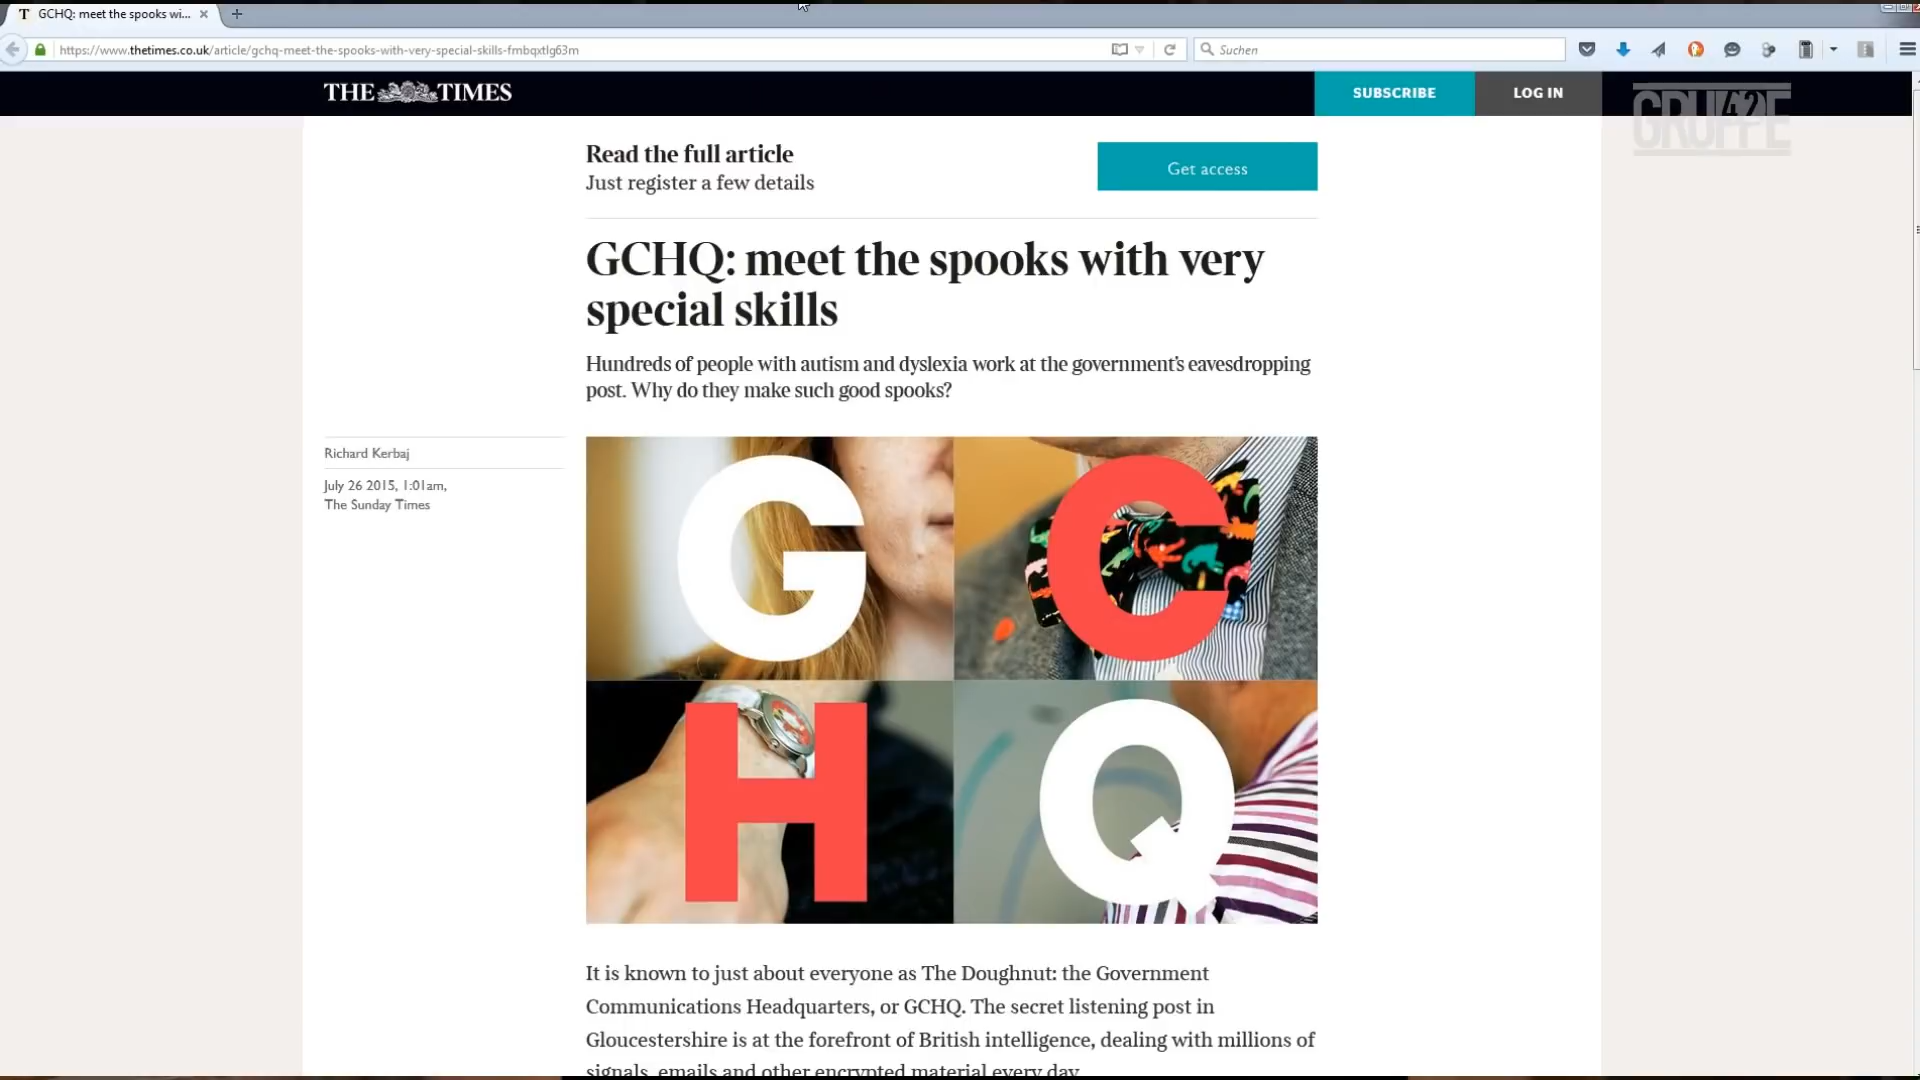 GCHQ: meet the spooks wi...
https://www.thetimes.co.uk/article/gchq-meet-the-spooks-with-very-special-skills-fmbqxtlg63m
Suchen
THE TIMES
SUBSCRIBE
LOG IN
GRUPPE
42
Read the full article
Just register a few details
Get access
GCHQ: meet the spooks with very
special skills
Hundreds of people with autism and dyslexia work at the government's eavesdropping
post. Why do they make such good spooks?
Richard Kerbaj
July 26 2015, 1:01am,
The Sunday Times
G
C
H
Q
It is known to just about everyone as The Doughnut: the Government
Communications Headquarters, or GCHQ. The secret listening post in
Gloucestershire is at the forefront of British intelligence, dealing with millions of
signals, emails and other encrypted material every day.